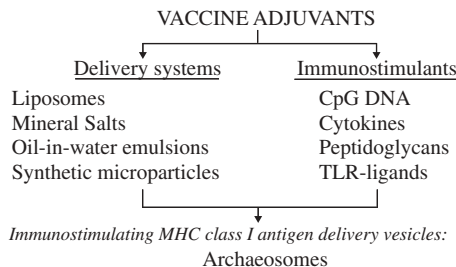 VACCINE ADJUVANTS
Delivery systems
Liposomes
Mineral Salts
Oil-in-water emulsions
Synthetic microparticles
Immunostimulants
CpG DNA
Cytokines
Peptidoglycans
TLR-ligands
Immunostimulating MHC class I antigen delivery vesicles:
Archaeosomes